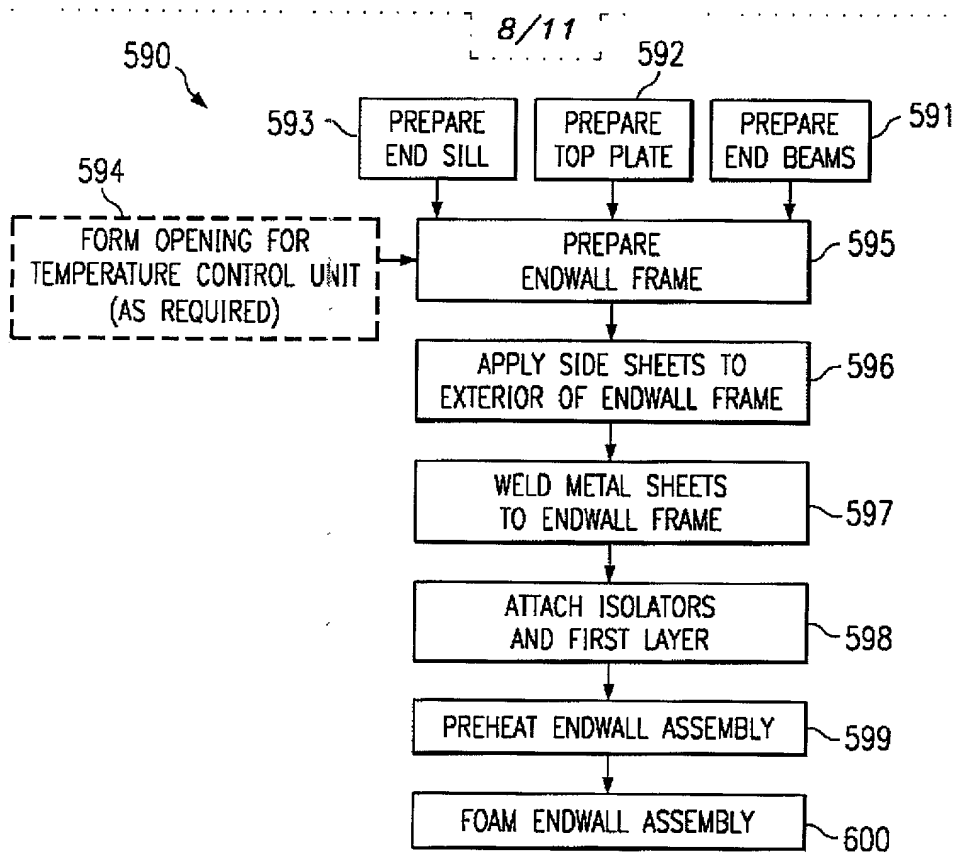 8/11
590
592
593
PREPARE
END SILL
PREPARE
TOP PLATE
PREPARE
END BEAMS
591
594
FORM OPENING FOR
TEMPERATURE CONTROL UNIT
(AS REQUIRED)
PREPARE
ENDWALL FRAME
595
APPLY SIDE SHEETS TO
EXTERIOR OF ENDWALL FRAME
596
WELD METAL SHEETS
TO ENDWALL FRAME
597
ATTACH ISOLATORS
AND FIRST LAYER
598
PREHEAT ENDWALL ASSEMBLY
599
FOAM ENDWALL ASSEMBLY
600